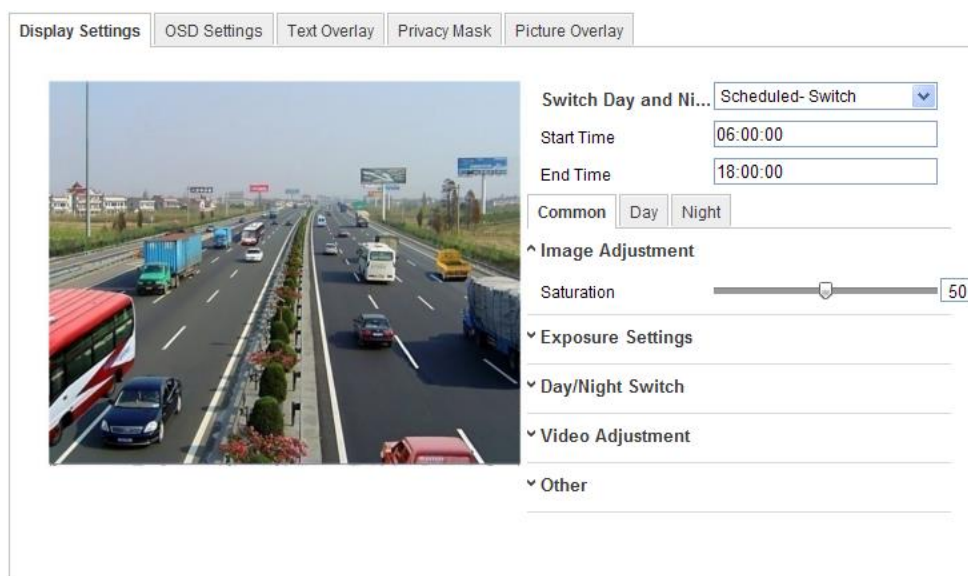 Display Settings
OSD Settings
Text Overlay
Privacy Mask
Picture Overlay
Switch Day and Ni... Scheduled- Switch
Start Time 06:00:00
End Time 18:00:00
Common Day Night
Image Adjustment
Saturation 50
Exposure Settings
Day/Night Switch
Video Adjustment
Other